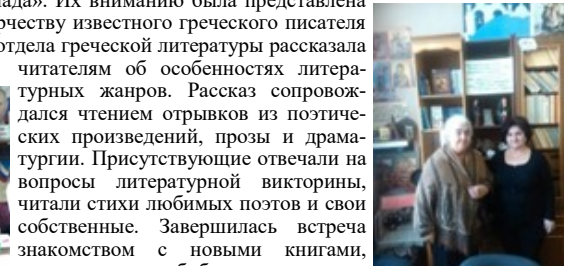 лада». Их вниманию была представлена
рчеству известного греческого писателя
отдела греческой литературы рассказала
читателям об особенностях литера-
турных жанров. Рассказ сопровож-
дался чтением отрывков из поэтиче-
ских произведений, прозы и драма-
тургии. Присутствующие отвечали на
вопросы литературной викторины,
читали стихи любимых поэтов и свои
собственные. Завершилась встреча
знакомством с новыми книгами,